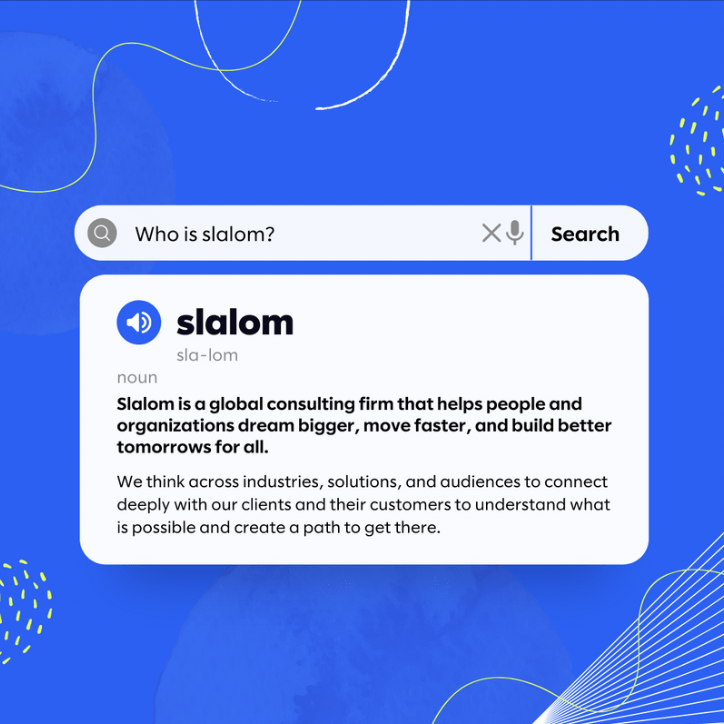 Who is slalom?
Search
slalom
sla-lom
noun
Slalom is a global consulting firm that helps people and
organizations dream bigger, move faster, and build better
tomorrows for all.
We think across industries, solutions, and audiences to connect
deeply with our clients and their customers to understand what
is possible and create a path to get there.